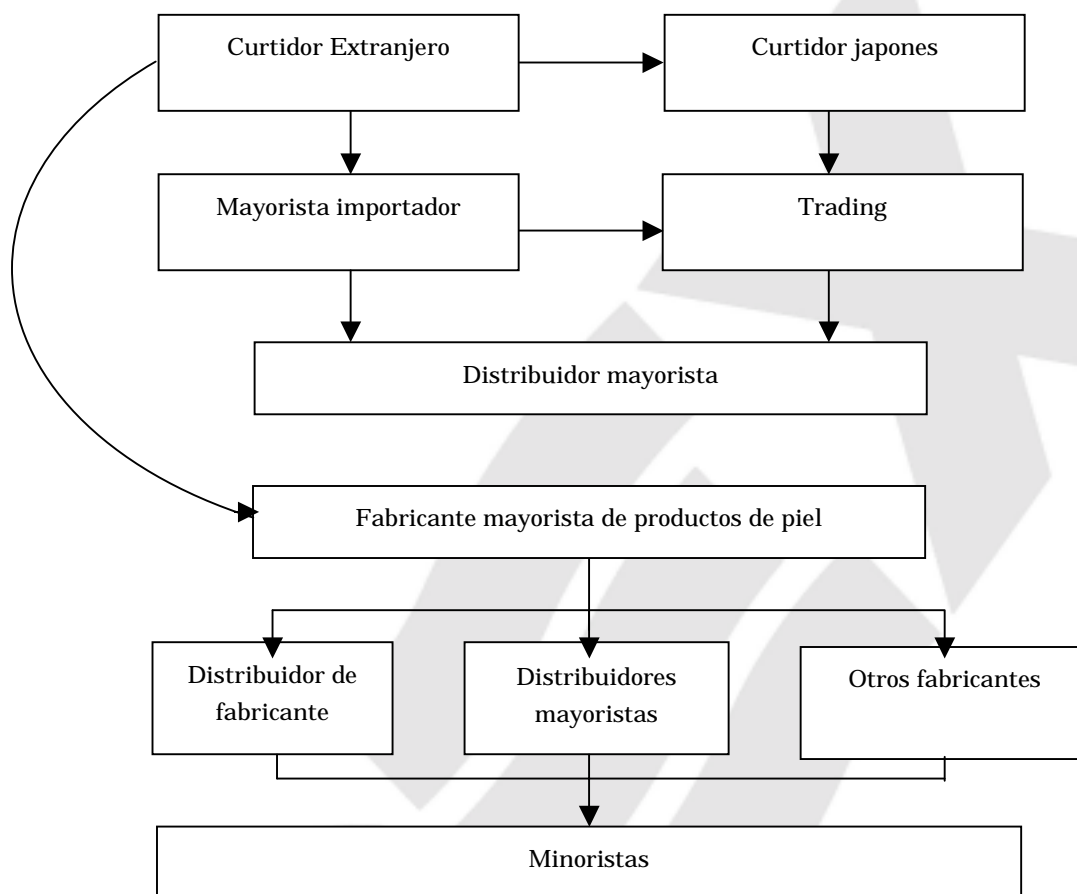 Curtidor Extranjero
Curtidor japones
Mayorista importador
Trading
Distribuidor mayorista
Fabricante mayorista de productos de piel
Distribuidor de
fabricante
Distribuidores
mayoristas
Otros fabricantes
Minoristas